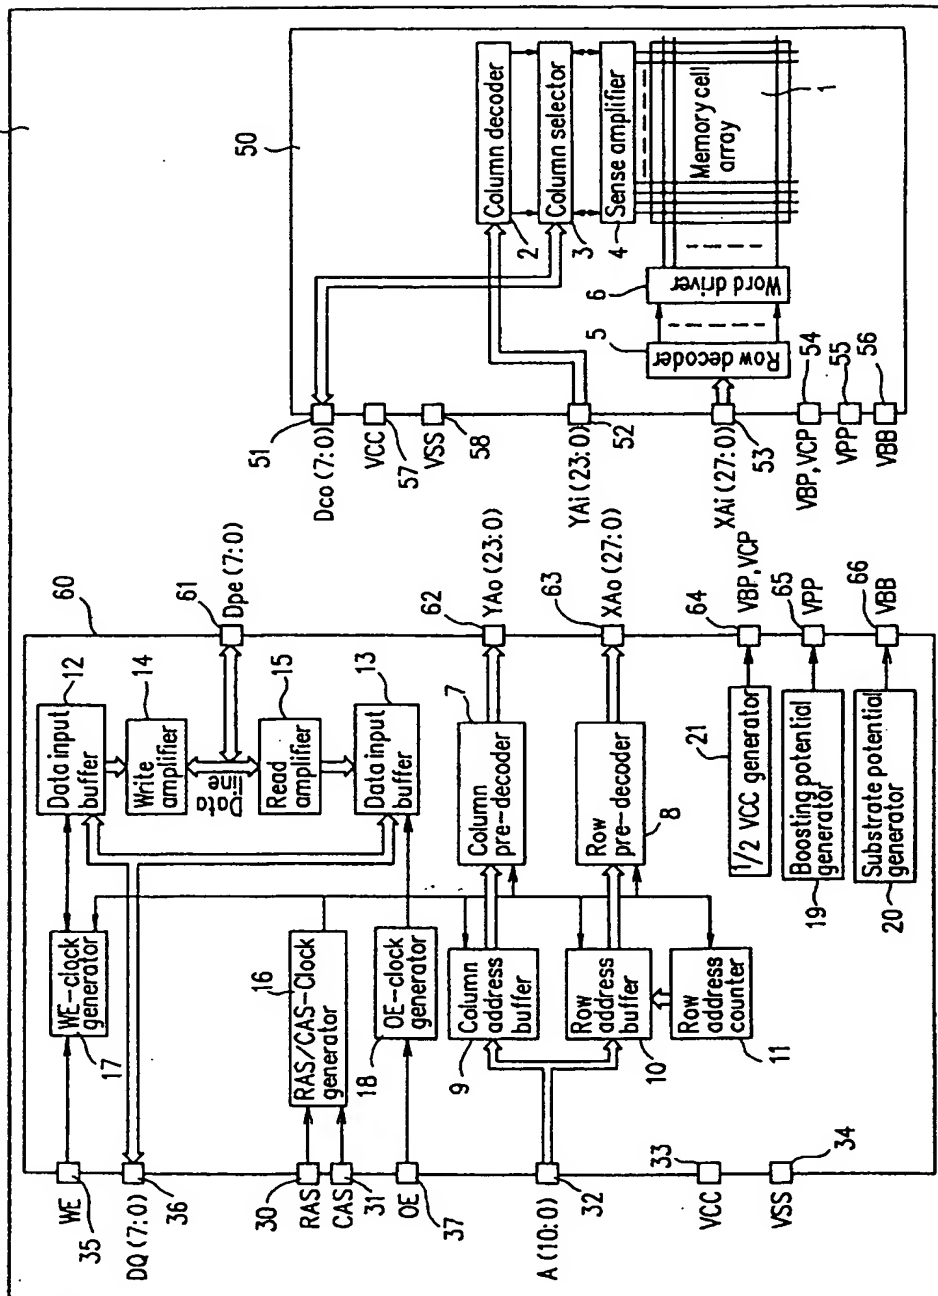 60
WE
35
DQ (7:0)
36
RAS
30
CAS
31
OE
37
A (10:0)
32
VCC
33
VSS
34
WE-clock
generator
17
16
RAS/CAS-Clock
generator
OE-clock
generator
18
Column
address
buffer
9
Row
address
buffer
10
Row
address
counter
11
12
Data input
buffer
14
Write
amplifier
Data
line
15
Read
amplifier
13
Data input
buffer
7
Column
pre-decoder
Row
pre-decoder
8
21
1/2 VCC generator
Boosting potential
generator
19
Substrate potential
generator
20
61
Dpe (7:0)
62
YAo (23:0)
63
XAo (27:0)
64
VBP, VCP
65
VPP
66
VBB
50
51
Dco (7:0)
VCC
57
VSS
58
YAi (23:0)
52
XAi (27:0)
53
VBP, VCP
54
VPP
55
VBB
56
Column decoder
2
Column selector
3
Sense amplifier
4
Memory cell
array
1
6
Word driver
5
Row decoder